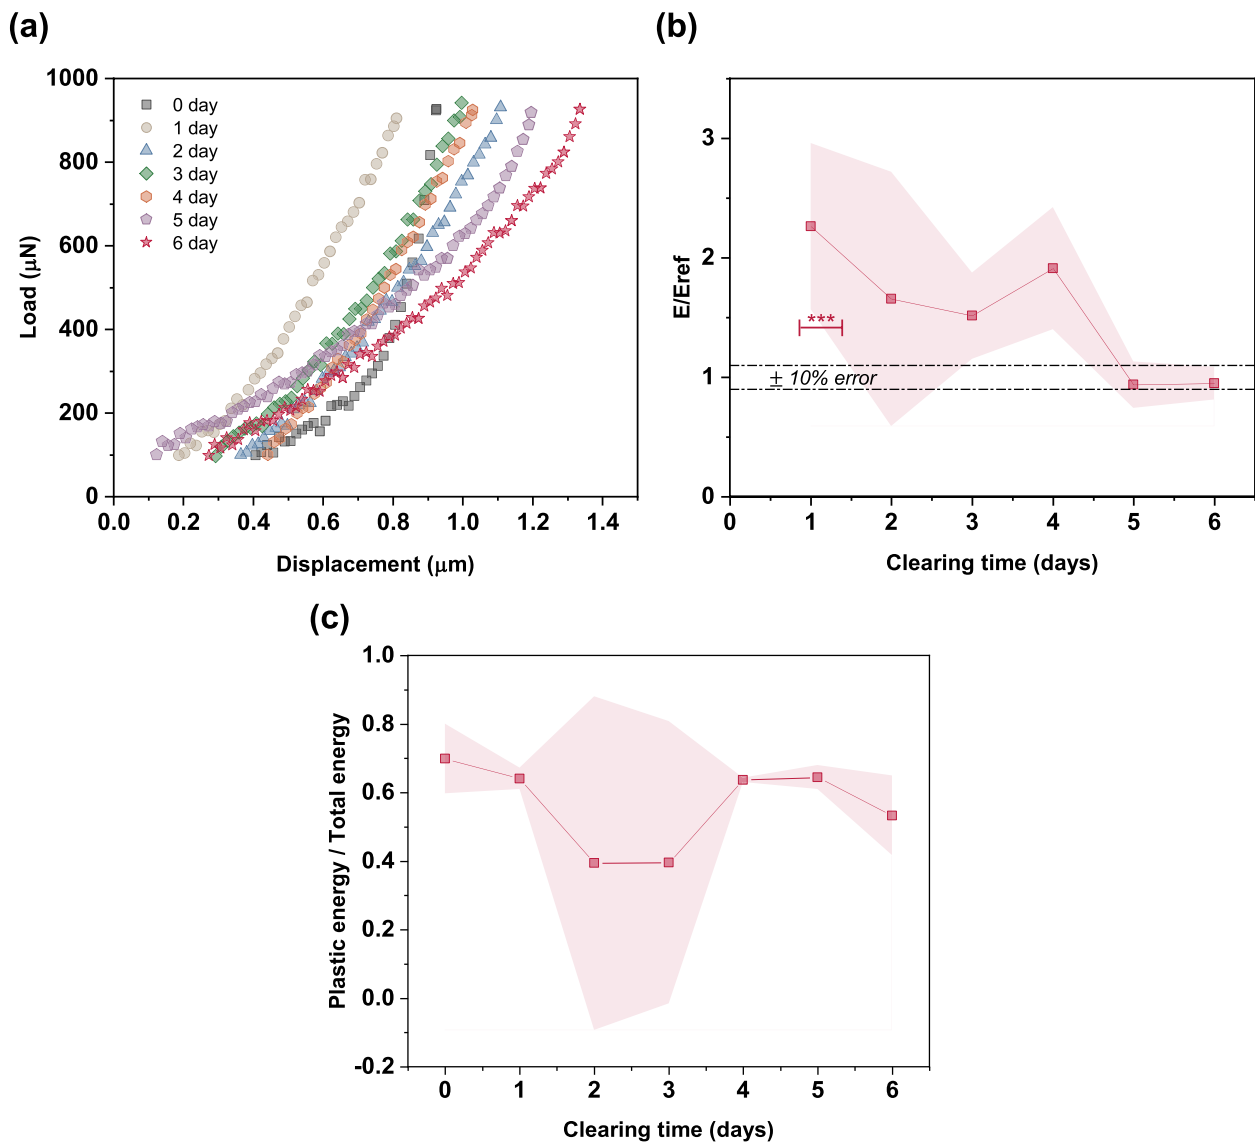 (a)
1000
800
600
400
200
0
Load (μN)
0 day
1 day
2 day
3 day
4 day
5 day
6 day
0.0 0.2 0.4 0.6 0.8 1.0 1.2 1.4
Displacement (μm)
(b)
3
2
1
0
E/Eref
***
± 10% error
0 1 2 3 4 5 6
Clearing time (days)
(c)
1.0
0.8
0.6
0.4
0.2
0.0
-0.2
Plastic energy / Total energy
0 1 2 3 4 5 6
Clearing time (days)